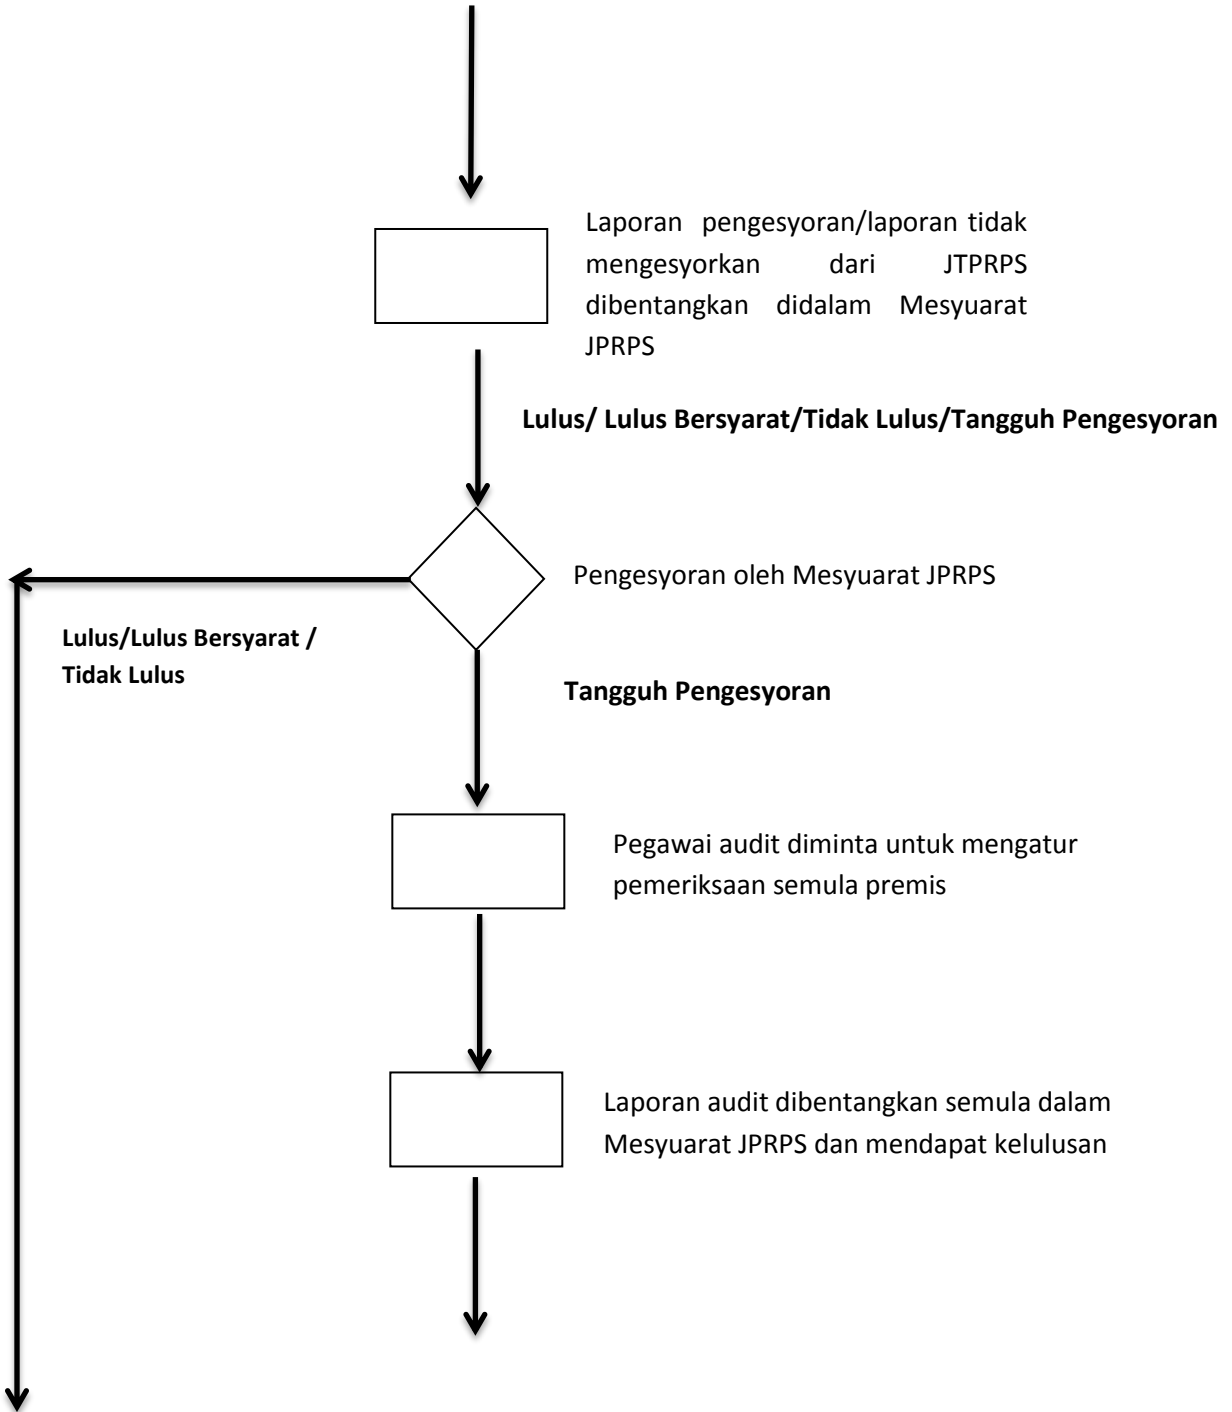 Laporan pengesyoran/laporan tidak
mengesyorkan dari JTPRPS
dibentangkan didalam Mesyuarat
JPRPS
Lulus/ Lulus Bersyarat/Tidak Lulus/Tangguh Pengesyoran
Pengesyoran oleh Mesyuarat JPRPS
Lulus/Lulus Bersyarat /
Tidak Lulus
Tangguh Pengesyoran
Pegawai audit diminta untuk mengatur
pemeriksaan semula premis
Laporan audit dibentangkan semula dalam
Mesyuarat JPRPS dan mendapat kelulusan